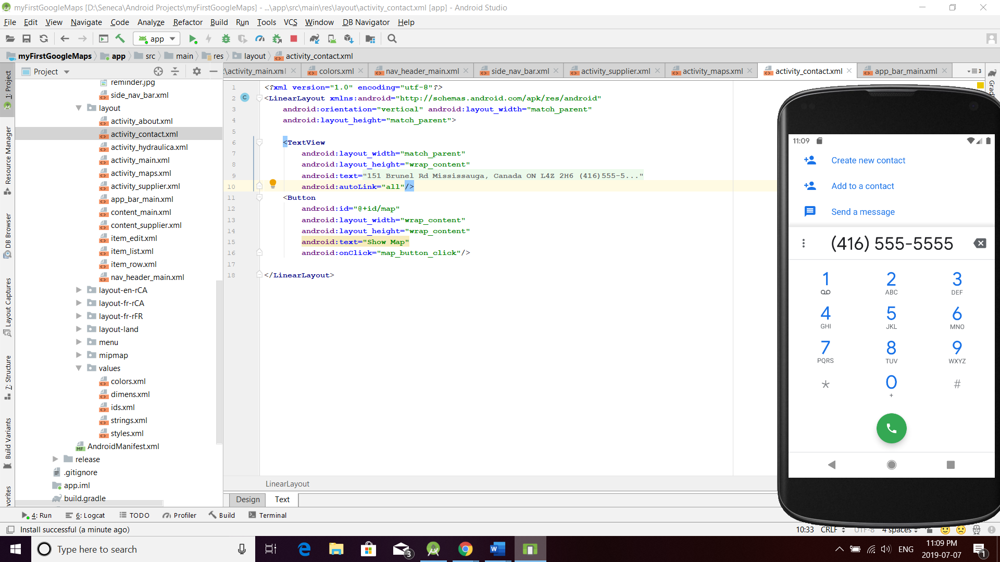 myFirstGoogleMaps [D:\Seneca\Android Projects\myFirstGoogleMaps] - ...\app\src\main\res\layout\activity_contact.xml [app] - Android Studio
File Edit View Navigate Code Analyze Refactor Build Run Tools VCS Window DB Navigator Help
app
myFirstGoogleMaps app src main res layout activity_contact.xml
Project
t\activity_main.xml colors.xml nav_header_main.xml side_nav_bar.xml activity_supplier.xml activity_maps.xml activity_contact.xml app_bar_main.xml 3
1: Project
Resource Manager
DB Browser
Layout Captures
7: Structure
Build Variants
vorites
reminder.jpg
side_nav_bar.xml
layout
activity_about.xml
activity_contact.xml
activity_hydraulica.xml
activity_main.xml
activity_maps.xml
activity_supplier.xml
app_bar_main.xml
content_main.xml
content_supplier.xml
item_edit.xml
item_list.xml
item_row.xml
nav_header_main.xml
layout-en-rCA
layout-fr-rCA
layout-fr-rFR
layout-land
menu
mipmap
values
colors.xml
dimens.xml
ids.xml
strings.xml
styles.xml
MF AndroidManifest.xml
release
.gitignore
app.iml
build.gradle
1 <?xml version="1.0" encoding="utf-8"?>
2 C <LinearLayout xmlns:android="http://schemas.android.com/apk/res/android"
3 android:orientation="vertical" android:layout_width="match_parent"
4 android:layout_height="match_parent">
5
6 <TextView
7 android:layout_width="match_parent"
8 android:layout_height="wrap_content"
9 android:text="151 Brunel Rd Mississauga, Canada ON L4Z 2H6 (416)555-5..."
10 android:autoLink="all"/>
11 <Button
12 android:id="@+id/map"
13 android:layout_width="wrap_content"
14 android:layout_height="wrap_content"
15 android:text="Show Map"
16 android:onClick="map_button_click"/>
17
18 </LinearLayout>
LinearLayout
Design Text
Gradl
11:09
Create new contact
Add to a contact
Send a message
(416) 555-5555
1 2 3
ABC DEF
4 5 6
GHI JKL MNO
7 8 9
PQRS TUV WXYZ
* 0 #
+
4: Run 6: Logcat TODO Profiler Build Terminal
Install successful (a minute ago)
10:33 CRLF UTF-8 4 spaces
Type here to search
3
ENG
11:09 PM
2019-07-07
1